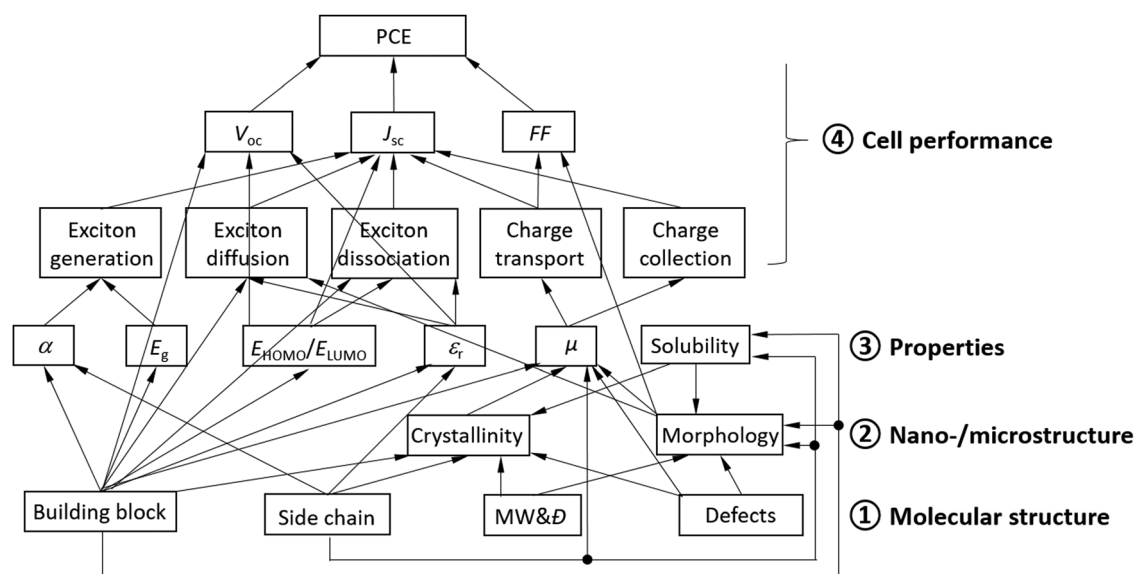 PCE
Voc
Jsc
FF
④ Cell performance
Exciton
generation
Exciton
diffusion
Exciton
dissociation
Charge
transport
Charge
collection
α
Eg
EHOMO/ELUMO
εr
μ
Solubility
③ Properties
Crystallinity
Morphology
② Nano-/microstructure
Building block
Side chain
MW&Đ
Defects
① Molecular structure